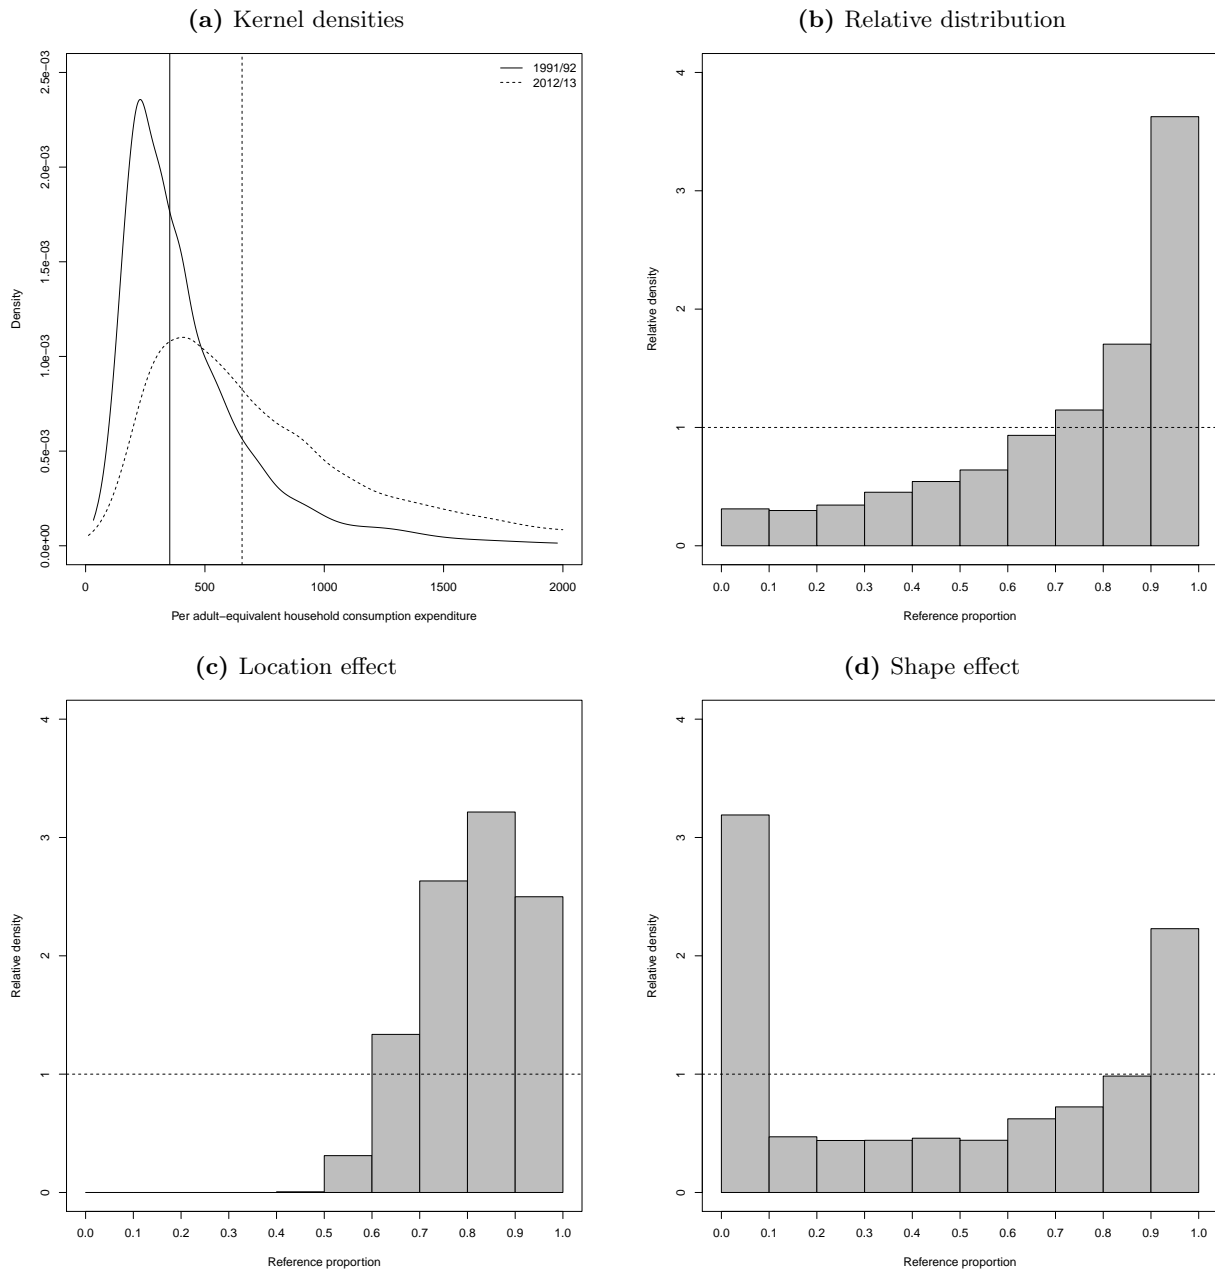 (a) Kernel densities
2.5e−03
2.0e−03
1.5e−03
1.0e−03
0.5e−03
0.0e+00
Density
1991/92
2012/13
0 500 1000 1500 2000
Per adult−equivalent household consumption expenditure
(b) Relative distribution
4
3
2
1
0
Relative density
0.0 0.1 0.2 0.3 0.4 0.5 0.6 0.7 0.8 0.9 1.0
Reference proportion
(c) Location effect
4
3
2
1
0
Relative density
0.0 0.1 0.2 0.3 0.4 0.5 0.6 0.7 0.8 0.9 1.0
Reference proportion
(d) Shape effect
4
3
2
1
0
Relative density
0.0 0.1 0.2 0.3 0.4 0.5 0.6 0.7 0.8 0.9 1.0
Reference proportion